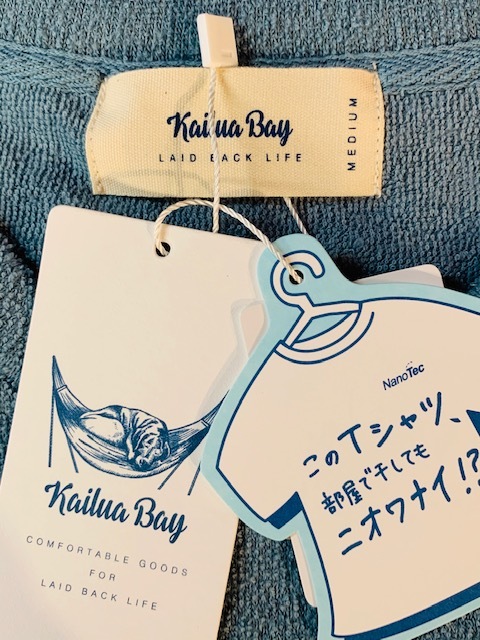 Kailua Bay
LAID BACK LIFE
MEDIUM
Kailua Bay
COMFORTABLE GOODS
FOR
LAID BACK LIFE
NanoTec
このTシャツ、
部屋で干しても
ニオワナイ!?